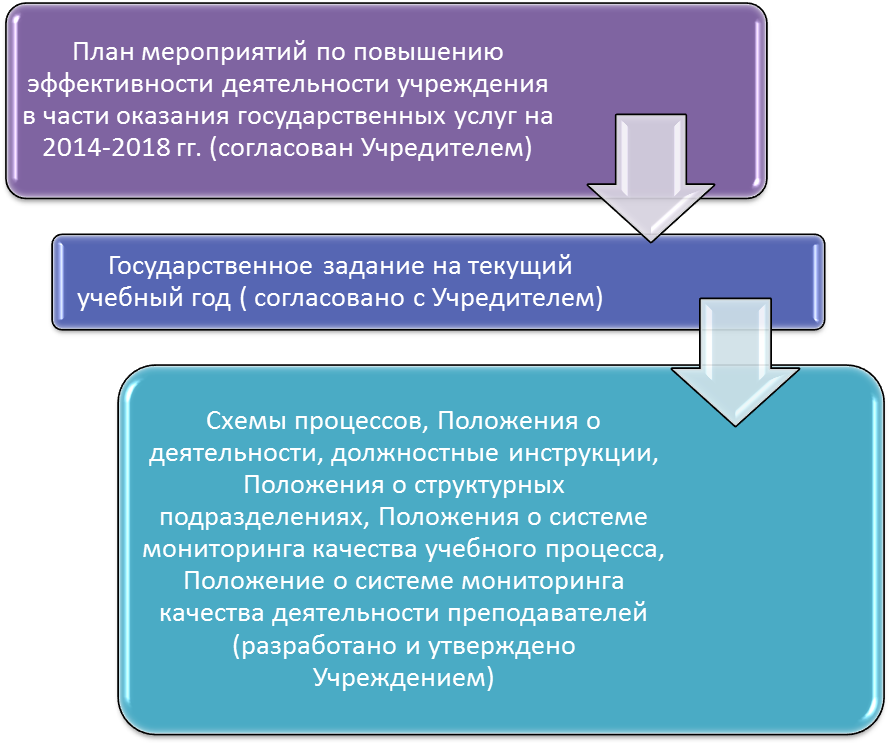 План мероприятий по повышению
эффективности деятельности учреждения
в части оказания государственных услуг на
2014-2018 гг. (согласован Учредителем)
Государственное задание на текущий
учебный год ( согласовано с Учредителем)
Схемы процессов, Положения о
деятельности, должностные инструкции,
Положения о структурных
подразделениях, Положения о системе
мониторинга качества учебного процесса,
Положение о системе мониторинга
качества деятельности преподавателей
(разработано и утверждено
Учреждением)